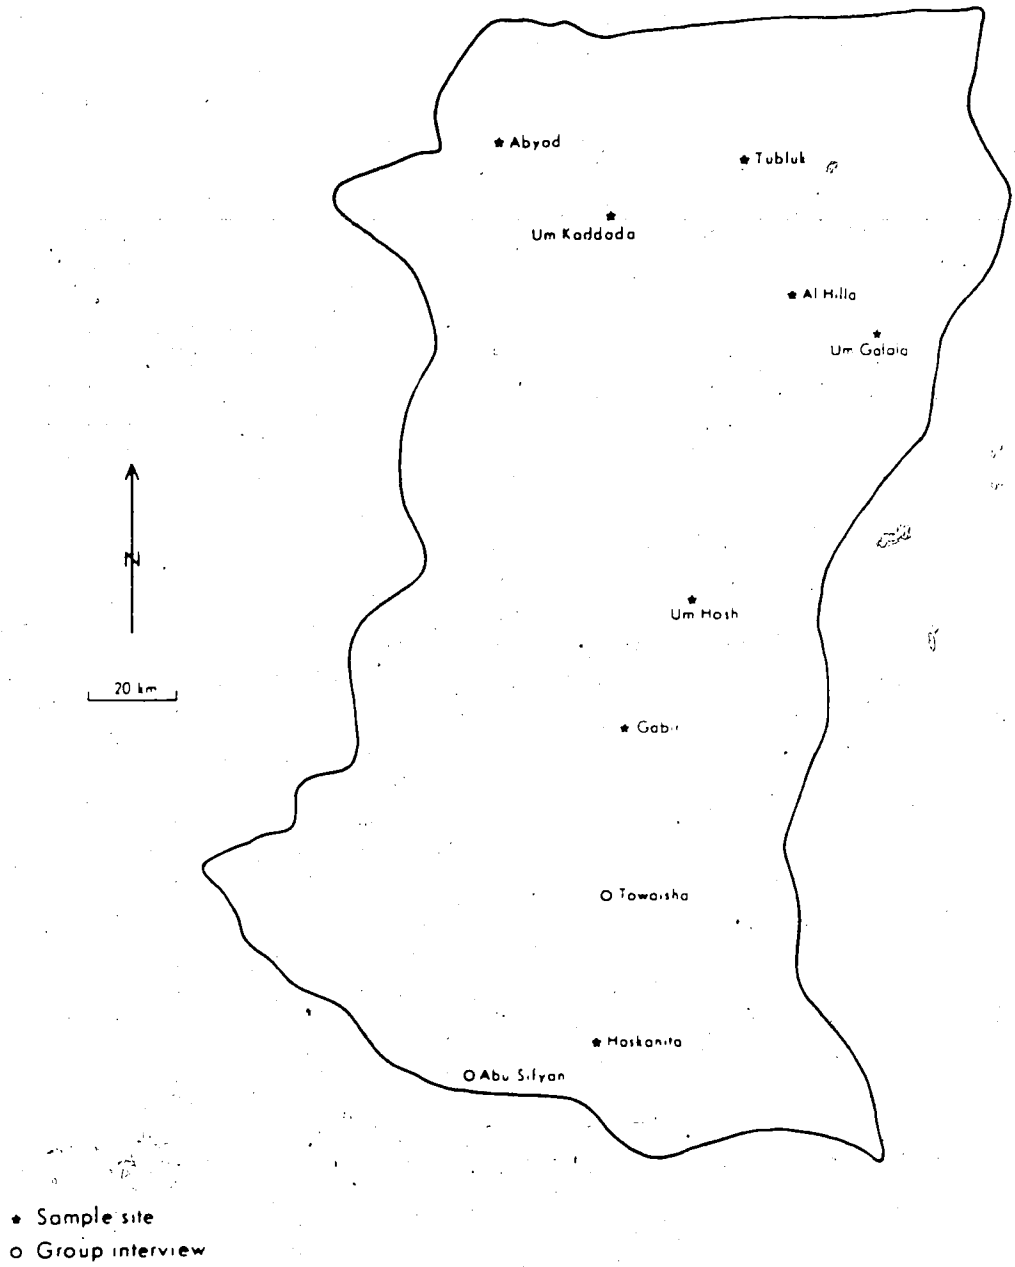 Abyad
Tubluk
Um Kaddada
Al Hilla
Um Galaia
N
Um Hosh
20 km
Gabir
Towaisha
Haskanita
Abu Sifyan
Sample site
Group interview